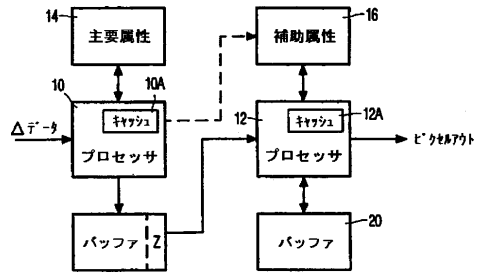 14
主要属性
16
補助属性
10
10A
キャッシュ
Δデータ
プロセッサ
12
12A
キャッシュ
プロセッサ
ピクセルアウト
バッファ
Z
20
バッファ